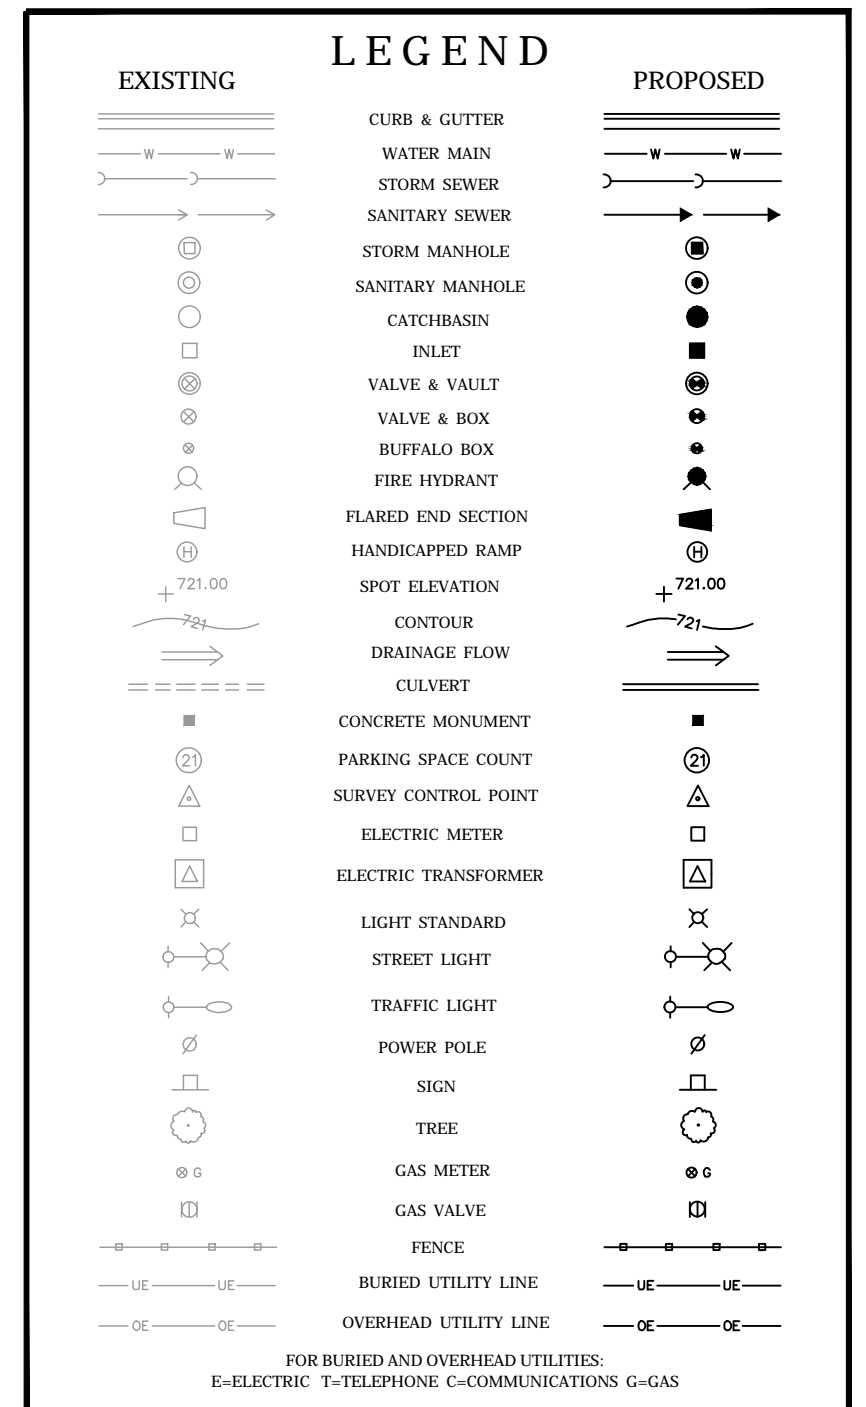 LEGEND
EXISTING PROPOSED
CURB & GUTTER
W W WATER MAIN W W
STORM SEWER
SANITARY SEWER
STORM MANHOLE
SANITARY MANHOLE
CATCHBASIN
INLET
VALVE & VAULT
VALVE & BOX
BUFFALO BOX
FIRE HYDRANT
FLARED END SECTION
H HANDICAPPED RAMP H
721.00 SPOT ELEVATION 721.00
721 CONTOUR 721
DRAINAGE FLOW
CULVERT
CONCRETE MONUMENT
21 PARKING SPACE COUNT 21
SURVEY CONTROL POINT
ELECTRIC METER
ELECTRIC TRANSFORMER
LIGHT STANDARD
STREET LIGHT
TRAFFIC LIGHT
POWER POLE
SIGN
TREE
G GAS METER G
GAS VALVE
FENCE
UE UE BURIED UTILITY LINE UE UE
OE OE OVERHEAD UTILITY LINE OE OE
FOR BURIED AND OVERHEAD UTILITIES:
E=ELECTRIC T=TELEPHONE C=COMMUNICATIONS G=GAS